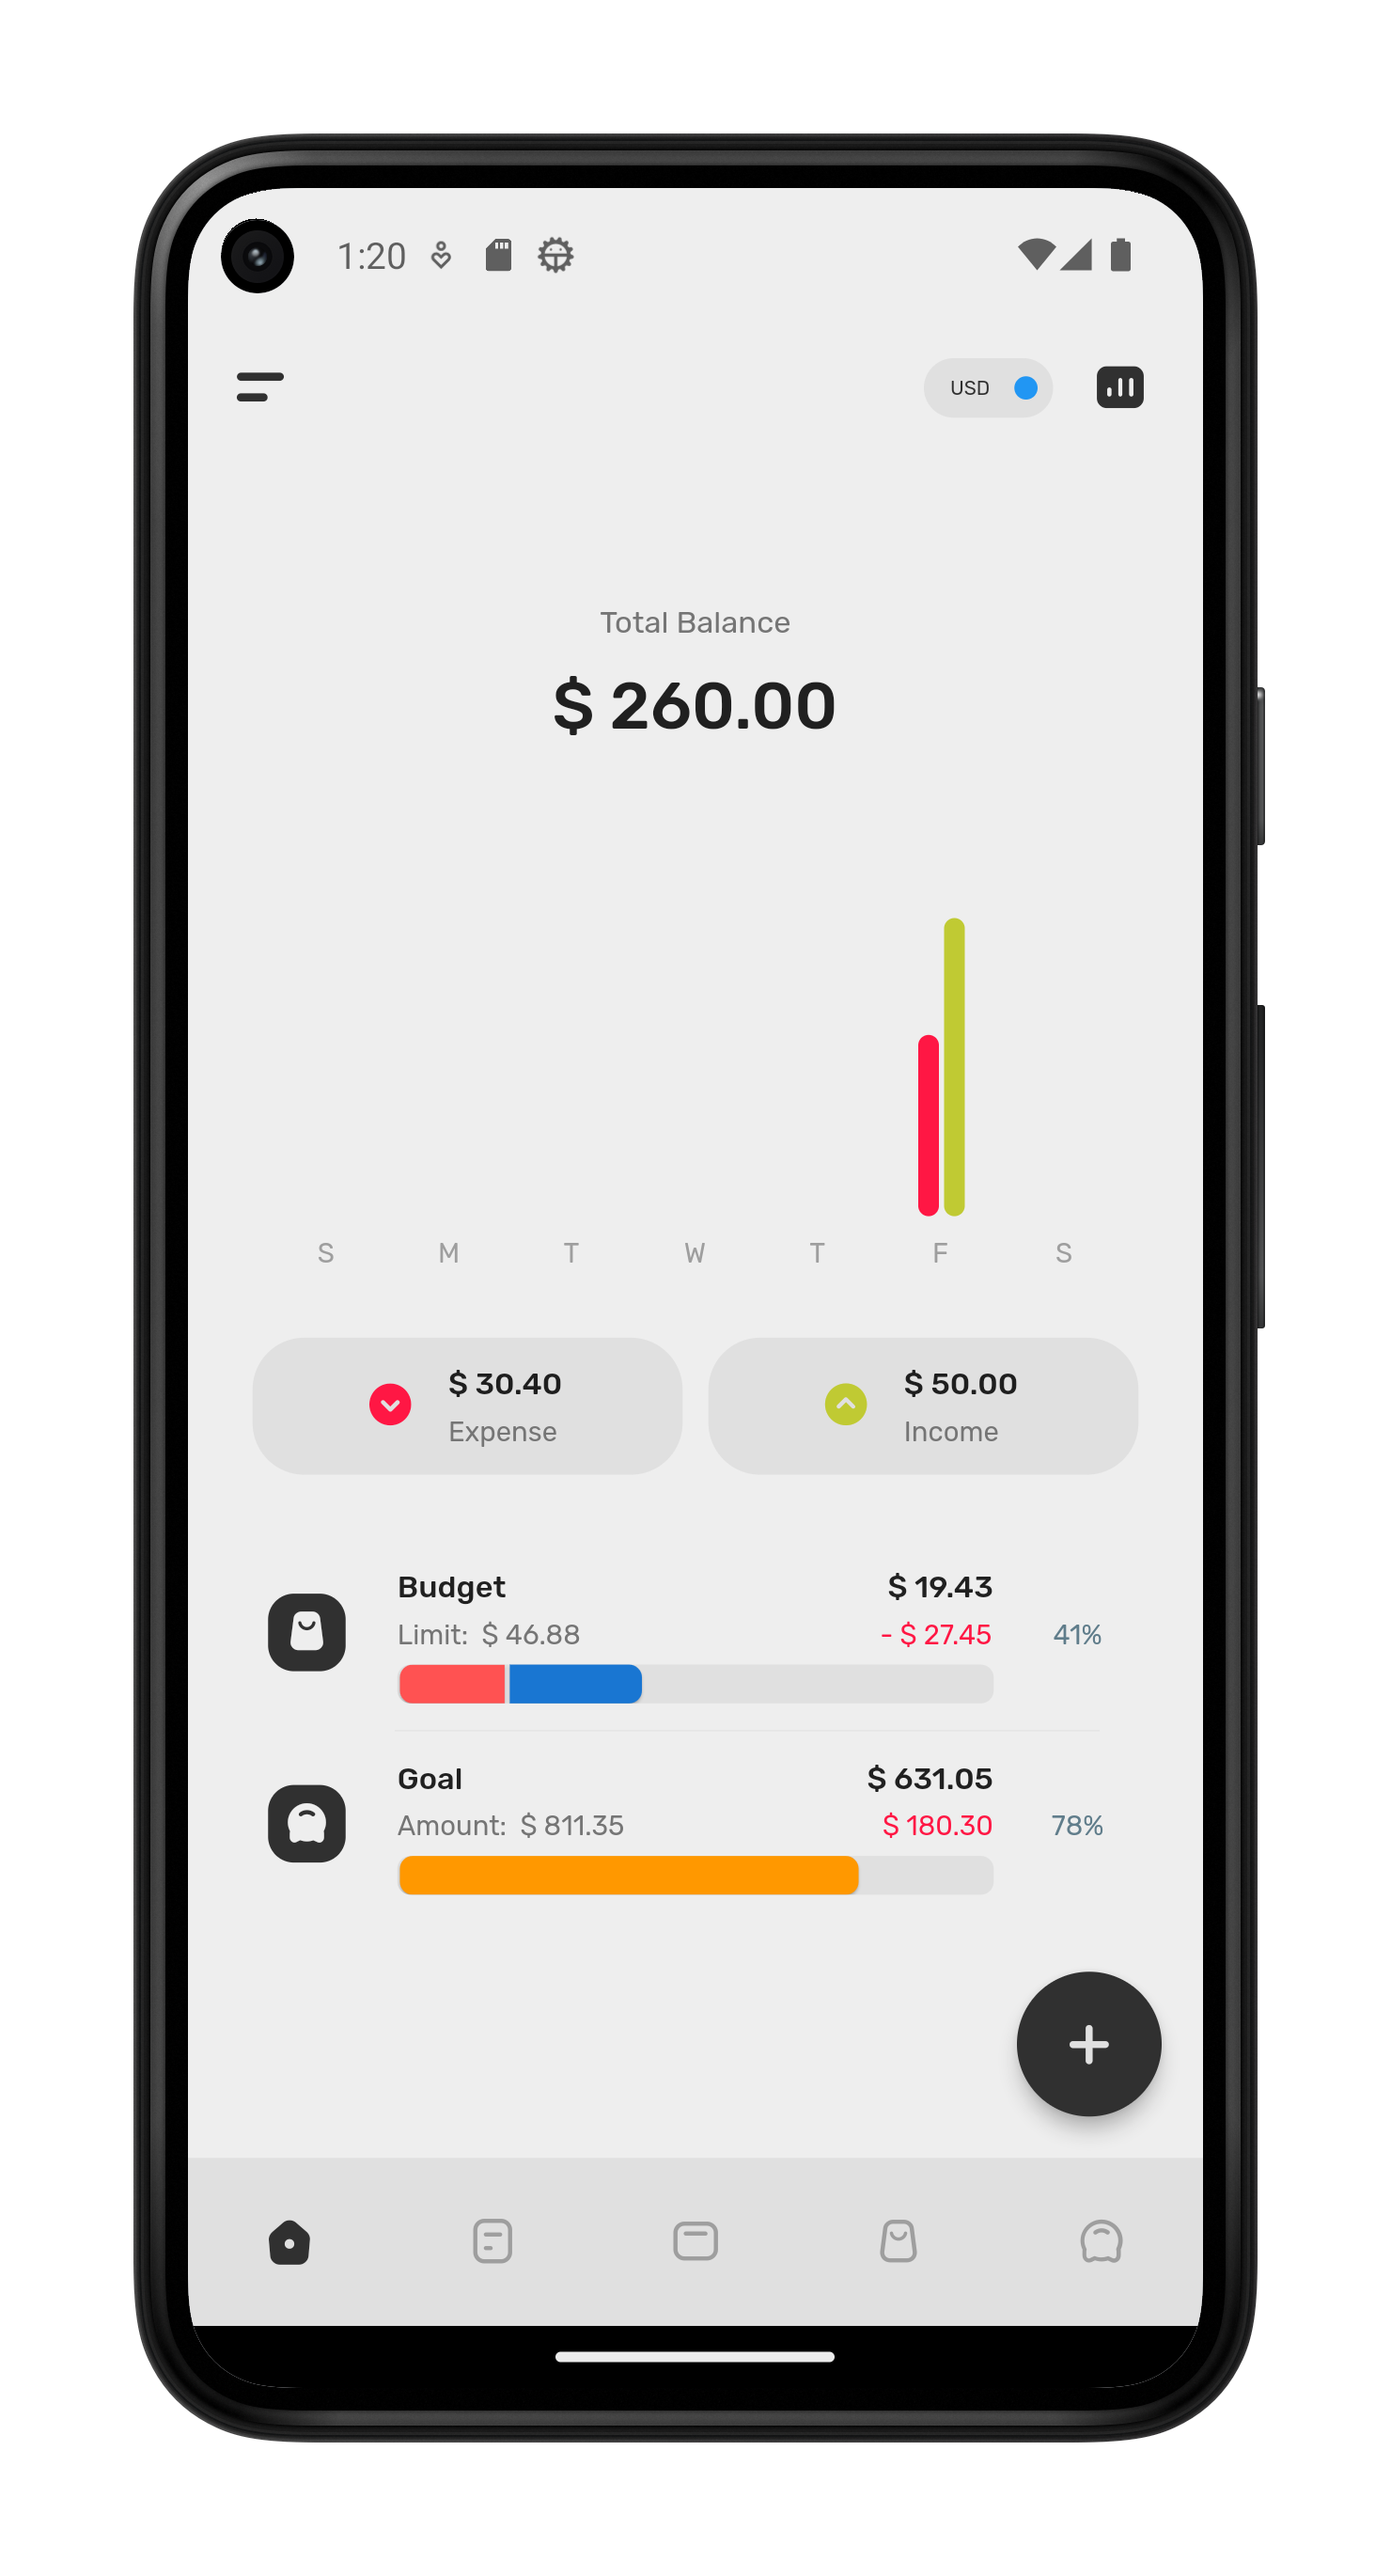 1:20
USD
Total Balance
$ 260.00
S M T W T F S
$ 30.40
Expense
$ 50.00
Income
Budget $ 19.43
Limit: $ 46.88 - $ 27.45 41%
Goal $ 631.05
Amount: $ 811.35 $ 180.30 78%